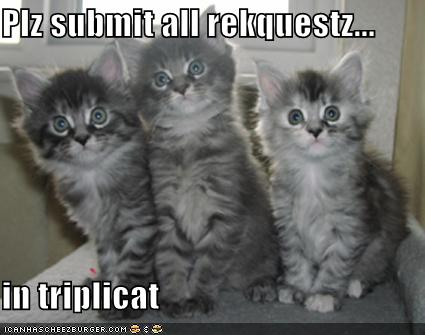 Plz submit all rekquestz...
in triplicat
ICANHASCHEEZBURGER.COM